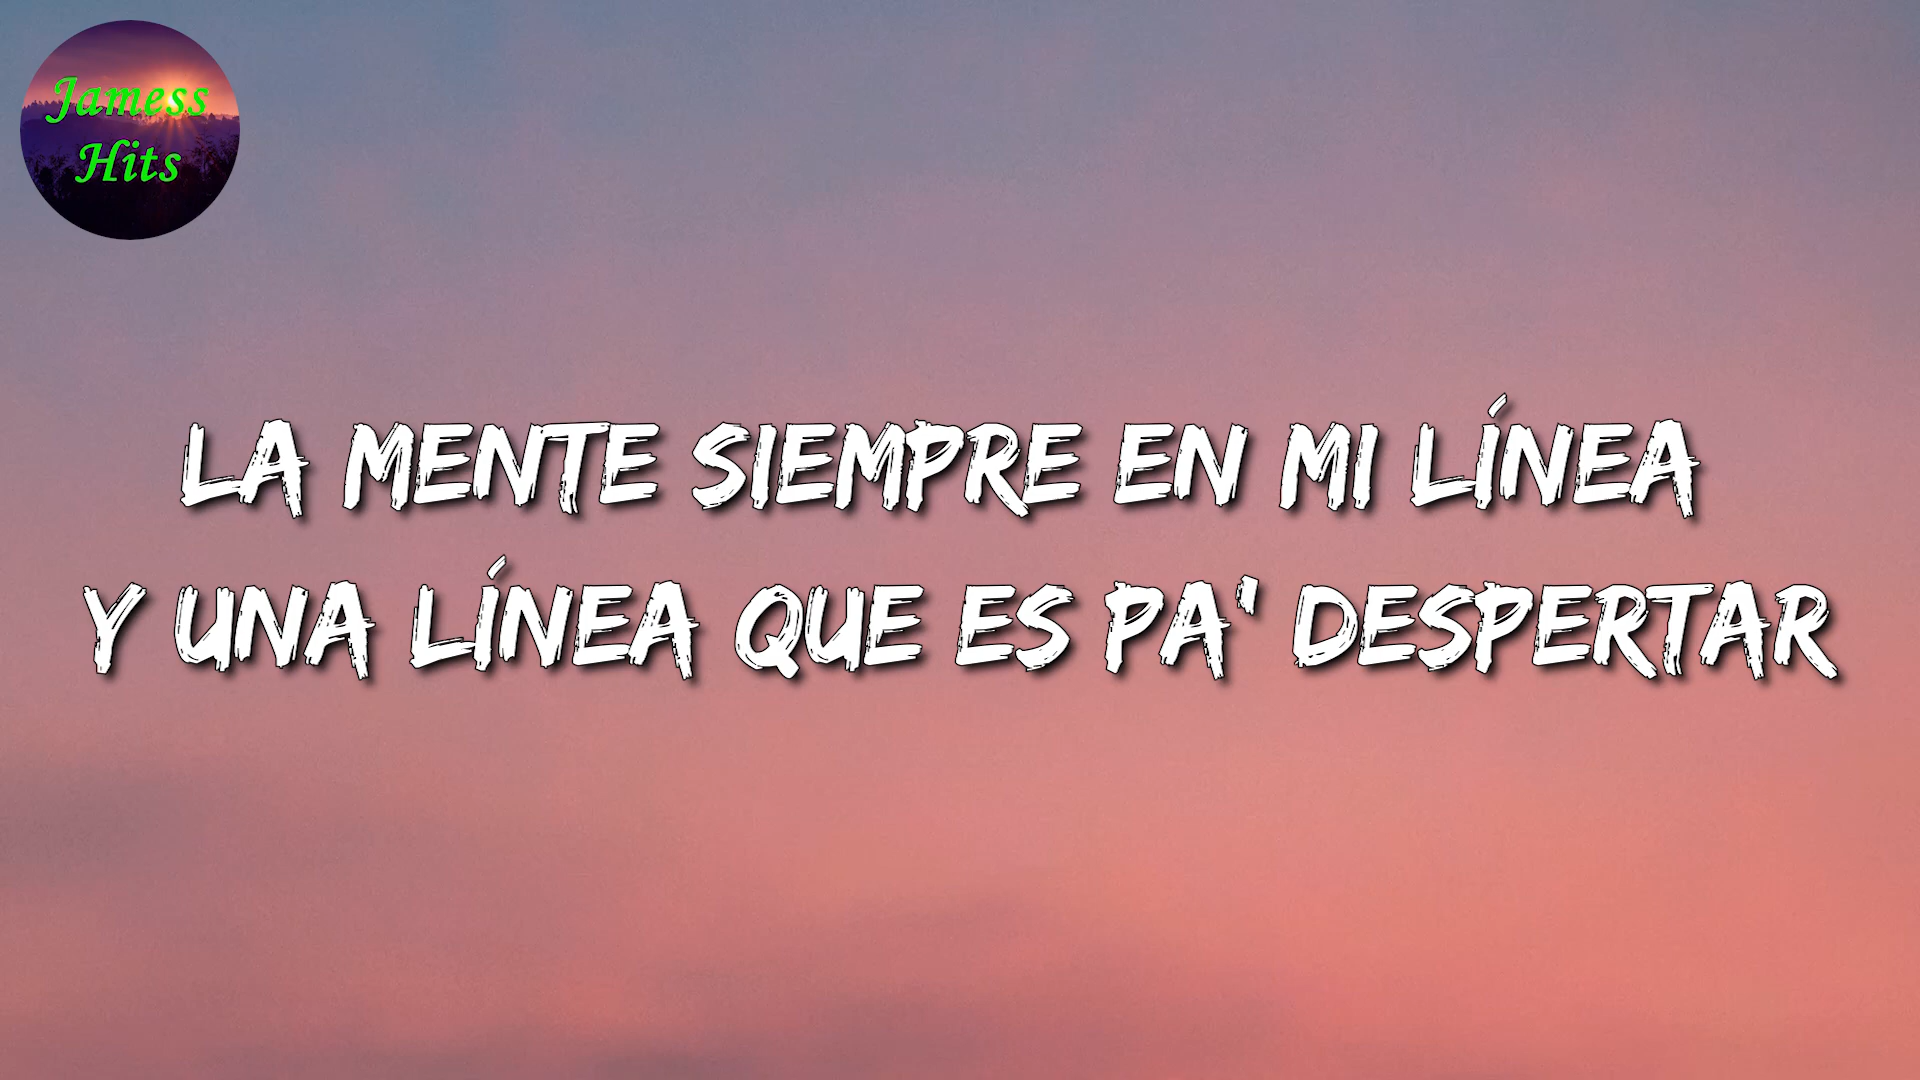 Jamess
Hits
LA MENTE SIEMPRE EN MI LÍNEA
Y UNA LÍNEA QUE ES PA' DESPERTAR